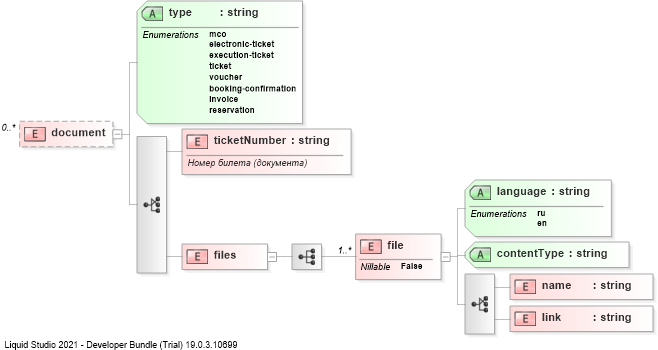 A type : string
Enumerations mco
electronic-ticket
execution-ticket
ticket
voucher
booking-confirmation
invoice
reservation
0..*
E document
E ticketNumber : string
Номер билета (документа)
E files
1..*
E file
Nillable False
A language : string
Enumerations ru
en
A contentType : string
E name : string
E link : string
Liquid Studio 2021 - Developer Bundle (Trial) 19.0.3.10699